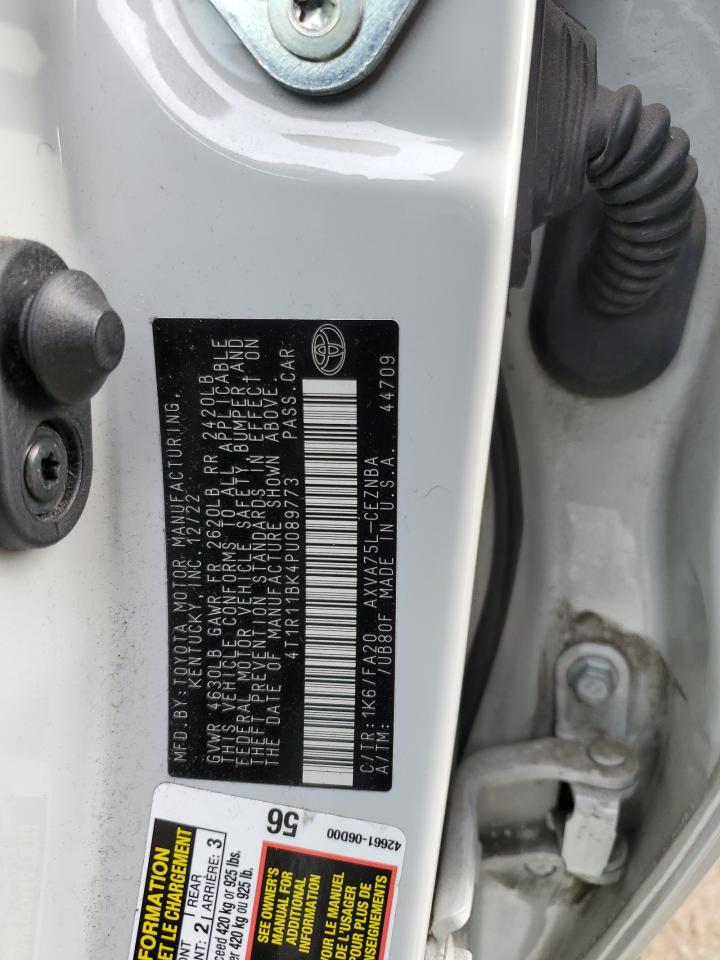 MFD. BY: TOYOTA MOTOR MANUFACTURING,
KENTUCKY, INC. 12/22
GVWR 4630LB GAWR FR 2620LB RR 2420LB
THIS VEHICLE CONFORMS TO ALL APPLICABLE
FEDERAL MOTOR VEHICLE SAFETY, BUMPER, AND
THEFT PREVENTION STANDARDS IN EFFECT ON
THE DATE OF MANUFACTURE SHOWN ABOVE.
4T1R11BK4PU089773 PASS. CAR
C/TR: 1K6/FA20 AXVA75L-CEZNBA
A/TM: /UB80F MADE IN U.S.A. 44709
56
42661-06D00
FORMATION
ET LE CHARGEMENT
ONT
REAR
ONT: 2 ARRIÈRE: 3
ceed 420 kg or 925 lbs.
er 420 kg ou 925 lb.
SEE OWNER'S
MANUAL FOR
ADDITIONAL
INFORMATION
VOIR LE MANUEL
DE L'USAGER
POUR PLUS DE
RENSEIGNEMENTS